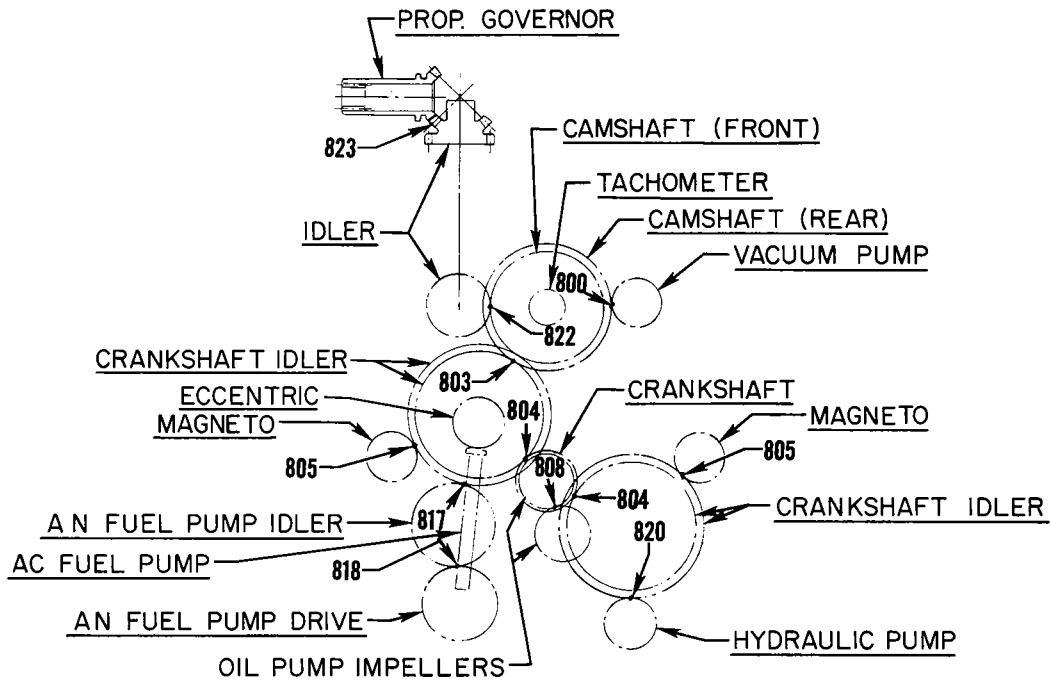 PROP. GOVERNOR
823
CAMSHAFT (FRONT)
TACHOMETER
CAMSHAFT (REAR)
IDLER
800
VACUUM PUMP
822
CRANKSHAFT IDLER
803
CRANKSHAFT
ECCENTRIC
804
MAGNETO
MAGNETO
805
808
805
804
CRANKSHAFT IDLER
AN FUEL PUMP IDLER
817
820
AC FUEL PUMP
818
AN FUEL PUMP DRIVE
HYDRAULIC PUMP
OIL PUMP IMPELLERS